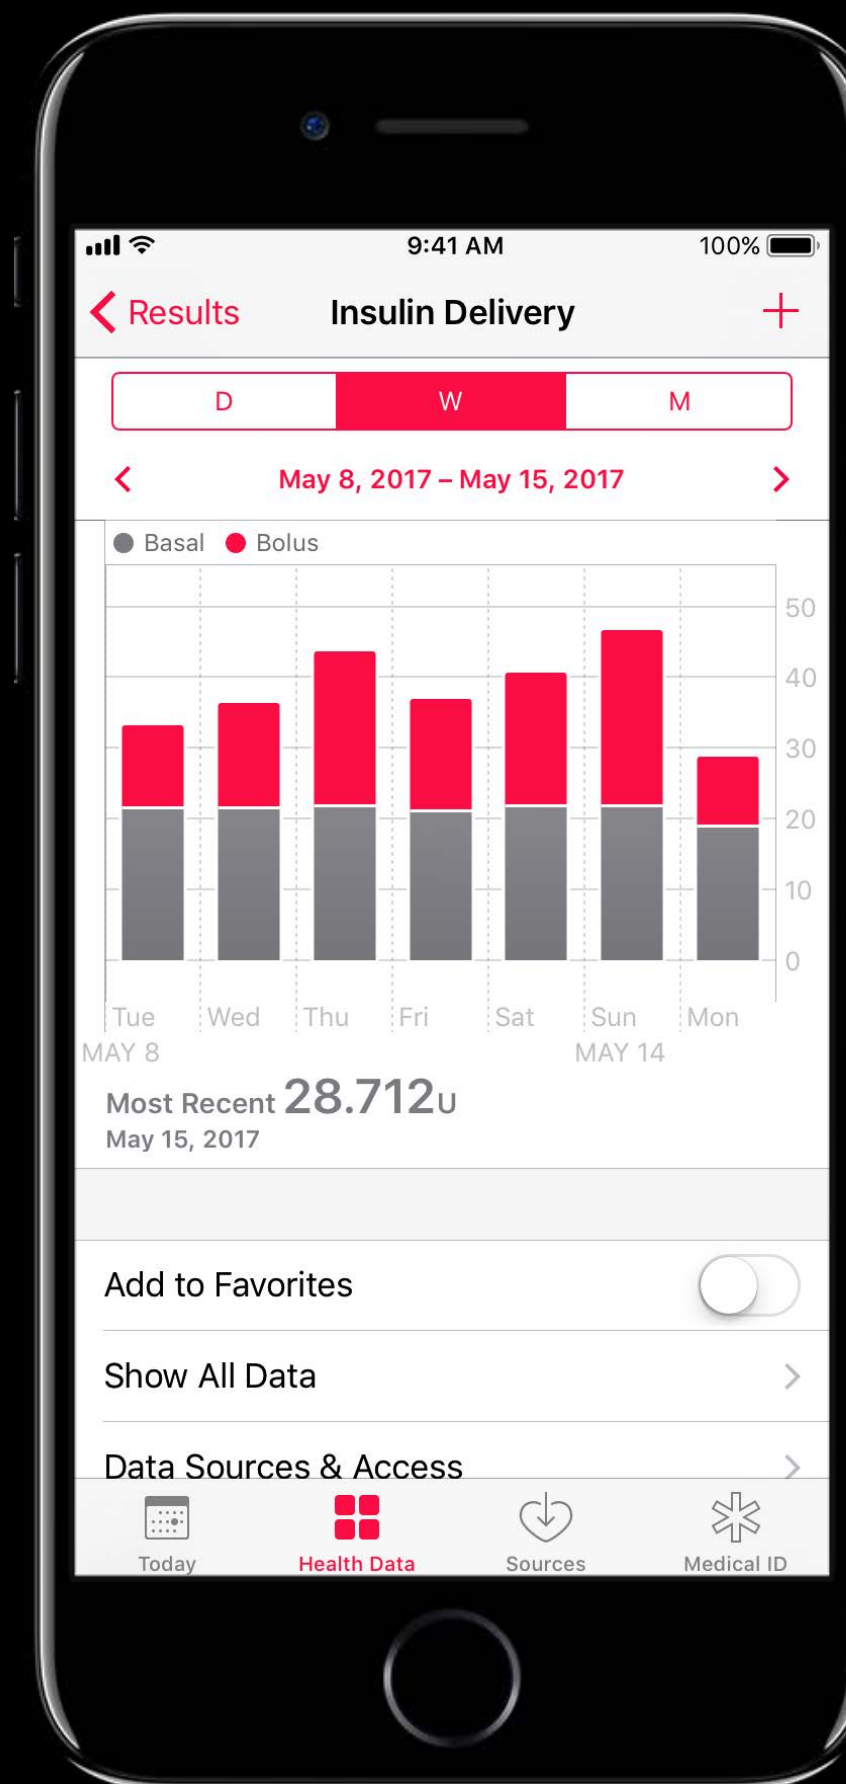 9:41 AM 100%
Results Insulin Delivery
D W M
May 8, 2017 – May 15, 2017
Basal Bolus
50
40
30
20
10
0
Tue Wed Thu Fri Sat Sun Mon
MAY 8 MAY 14
Most Recent 28.712U
May 15, 2017
Add to Favorites
Show All Data
Data Sources & Access
Today Health Data Sources Medical ID